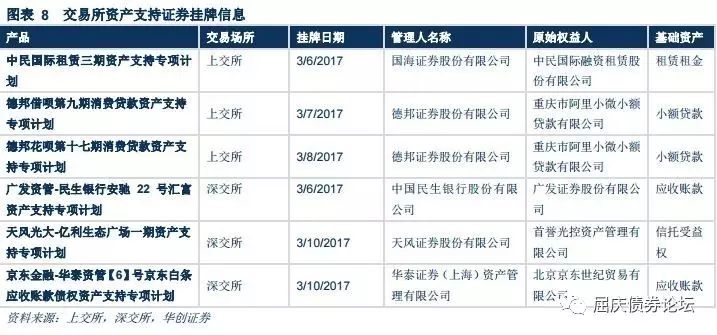 图表 8 交易所资产支持证券挂牌信息
产品 交易场所 挂牌日期 管理人名称 原始权益人 基础资产
中民国际租赁三期资产支持专项计 上交所 3/6/2017 国海证券股份有限公司 中民国际融资租赁股 租赁租金
划 份有限公司
德邦借呗第九期消费贷款资产支持 上交所 3/7/2017 德邦证券股份有限公司 重庆市阿里小微小额 小额贷款
专项计划 贷款有限公司
德邦花呗第十七期消费贷款资产支 上交所 3/8/2017 德邦证券股份有限公司 重庆市阿里小微小额 小额贷款
持专项计划 贷款有限公司
广发资管-民生银行安驰 22 号汇富 深交所 3/6/2017 中国民生银行股份有限 广发证券股份有限公 应收账款
资产支持专项计划 公司 司
天风光大-亿利生态广场一期资产支 深交所 3/10/2017 天风证券股份有限公司 首誉光控资产管理有 信托受益
持专项计划 限公司 权
京东金融-华泰资管【6】号京东白条 深交所 3/10/2017 华泰证券（上海）资产管 北京京东世纪贸易有 应收账款
应收账款债权资产支持专项计划 理有限公司 限公司
资料来源：上交所，深交所，华创证券
屈庆债券论坛